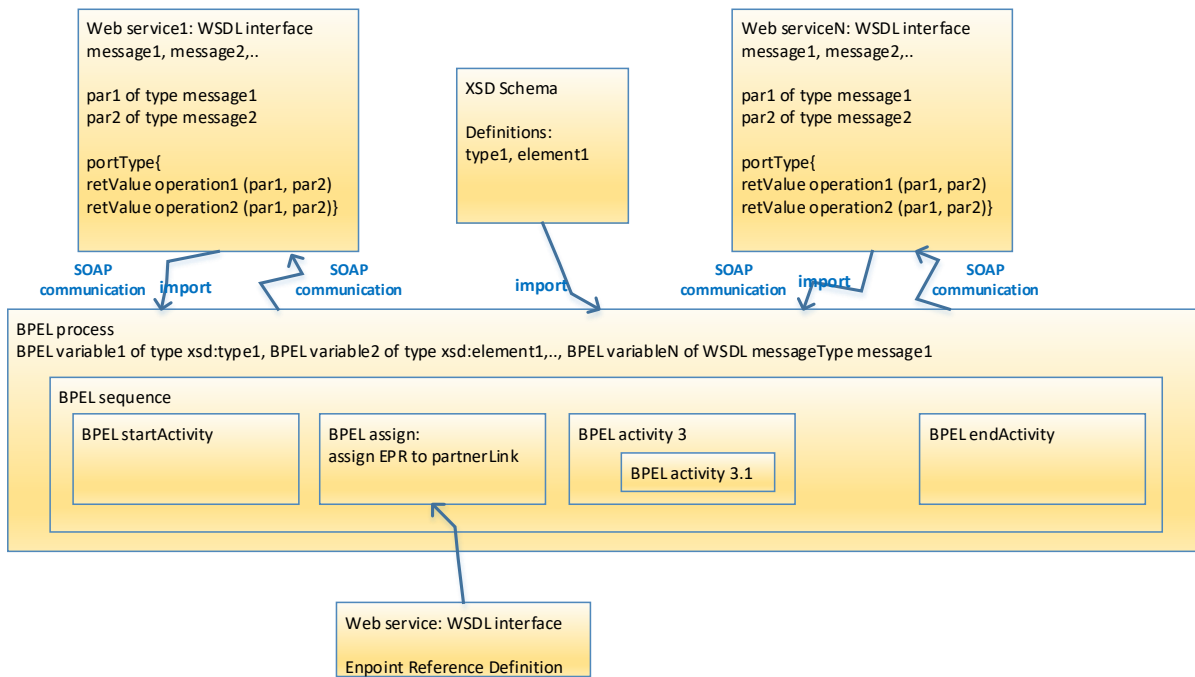 Web service1: WSDL interface
message1, message2,..
par1 of type message1
par2 of type message2
portType{
retValue operation1 (par1, par2)
retValue operation2 (par1, par2)}
XSD Schema
Definitions:
type1, element1
Web serviceN: WSDL interface
message1, message2,..
par1 of type message1
par2 of type message2
portType{
retValue operation1 (par1, par2)
retValue operation2 (par1, par2)}
SOAP
communication
import
SOAP
communication
import
SOAP
communication
import
SOAP
communication
BPEL process
BPEL variable1 of type xsd:type1, BPEL variable2 of type xsd:element1,.., BPEL variableN of WSDL messageType message1
BPEL sequence
BPEL startActivity
BPEL assign:
assign EPR to partnerLink
BPEL activity 3
BPEL activity 3.1
BPEL endActivity
Web service: WSDL interface
Enpoint Reference Definition